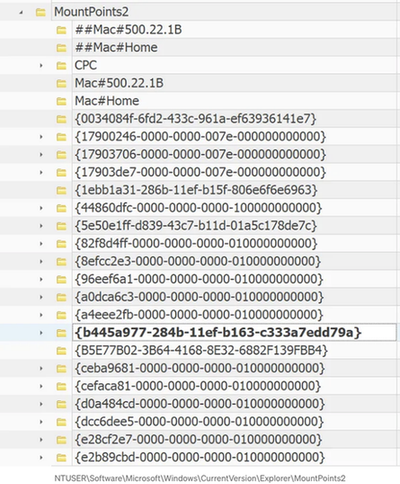 MountPoints2
##Mac#500.22.1B
##Mac#Home
CPC
Mac#500.22.1B
Mac#Home
{0034084f-6fd2-433c-961a-ef63936141e7}
{17900246-0000-0000-007e-000000000000}
{17903706-0000-0000-007e-000000000000}
{17903de7-0000-0000-007e-000000000000}
{1ebb1a31-286b-11ef-b15f-806e6f6e6963}
{44860dfc-0000-0000-0000-100000000000}
{5e50e1ff-d839-43c7-b11d-01a5c178de7c}
{82f8d4ff-0000-0000-0000-010000000000}
{8efcc2e3-0000-0000-0000-010000000000}
{96eef6a1-0000-0000-0000-010000000000}
{a0dca6c3-0000-0000-0000-010000000000}
{a4eee2fb-0000-0000-0000-010000000000}
{b445a977-284b-11ef-b163-c333a7edd79a}
{B5E77B02-3B64-4168-8E32-6882F139FBB4}
{ceba9681-0000-0000-0000-010000000000}
{cefaca81-0000-0000-0000-010000000000}
{d0a484cd-0000-0000-0000-010000000000}
{dcc6dee5-0000-0000-0000-010000000000}
{e28cf2e7-0000-0000-0000-010000000000}
{e2b89cbd-0000-0000-0000-010000000000}
NTUSER\Software\Microsoft\Windows\CurrentVersion\Explorer\MountPoints2